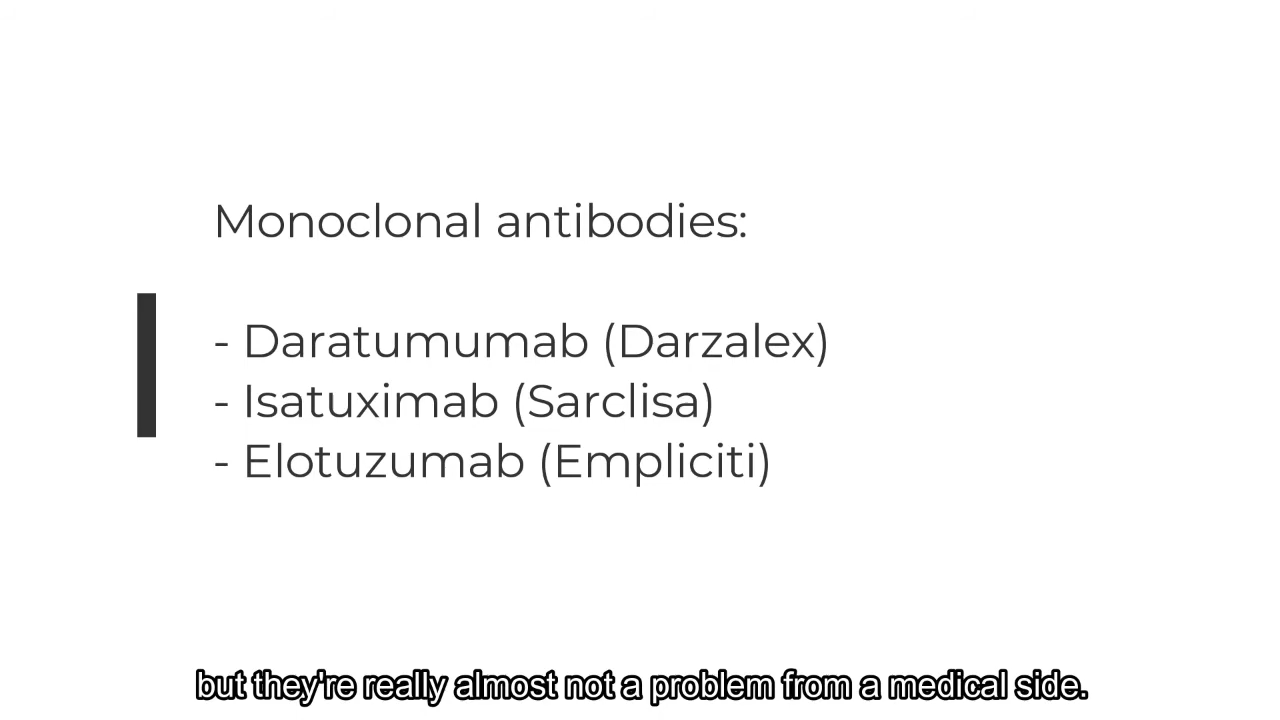 Monoclonal antibodies:
- Daratumumab (Darzalex)
- Isatuximab (Sarclisa)
- Elotuzumab (Empliciti)
but they're really almost not a problem from a medical side.